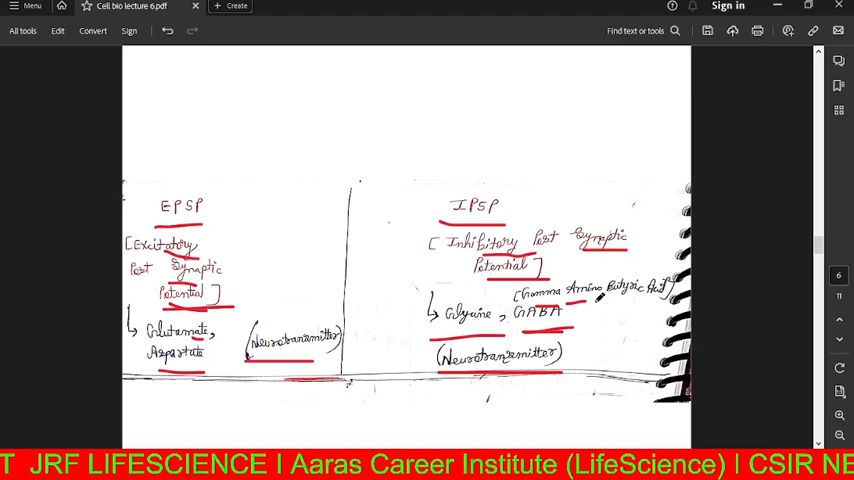 Menu
Cell bio lecture 6.pdf
Create
Sign in
All tools Edit Convert Sign
Find text or tools
EPSP
[Excitatory
Post Synaptic
Potential]
Glutamate,
Aspartate
(Neurotransmitter)
IPSP
[Inhibitory Post Synaptic
Potential]
[Gamma Amino Butyric Acid]
Glycine, GABA
(Neurotransmitter)
6
11
T JRF LIFESCIENCE I Aaras Career Institute (LifeScience) I CSIR NE